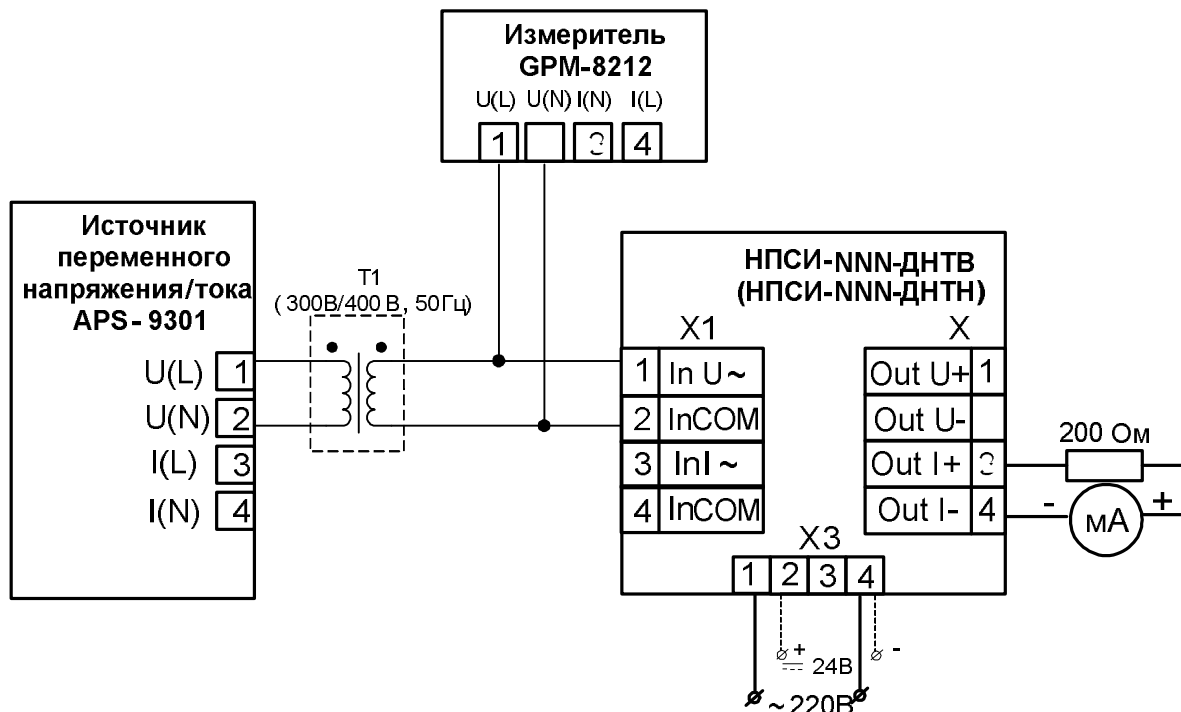 Измеритель
GPM-8212
U(L) U(N) I(N) I(L)
1 3 4
Источник
переменного
напряжения/тока
APS-9301
U(L) 1
U(N) 2
I(L) 3
I(N) 4
T1
(300В/400 В, 50Гц)
НПСИ-NNN-ДНТВ
(НПСИ-NNN-ДНТН)
X1
1 In U~
2 InCOM
3 InI ~
4 InCOM
X
Out U+ 1
Out U-
Out I+ 3
Out I- 4
200 Ом
- мА +
X3
1 2 3 4
+ 24В -
~220В